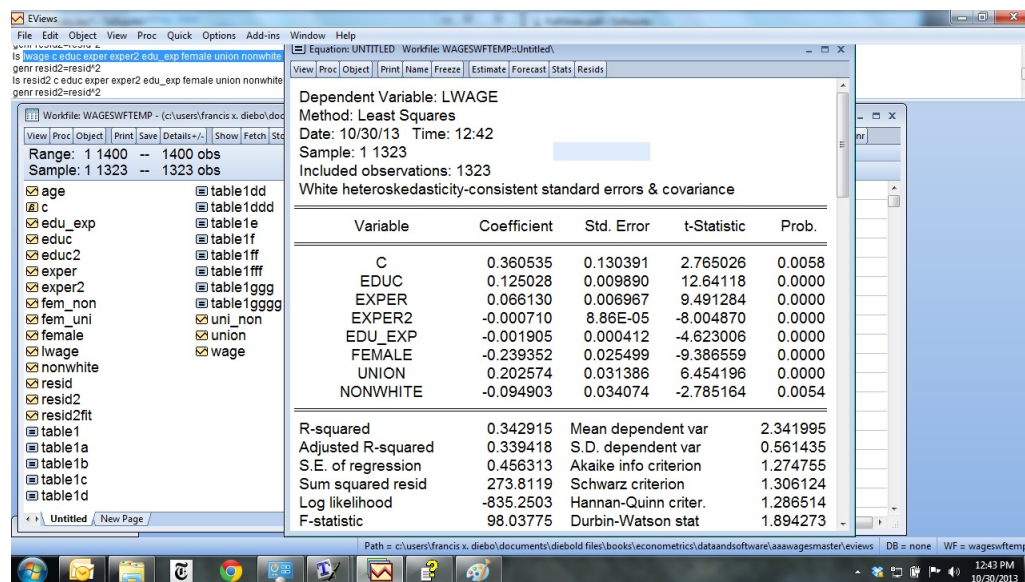 EViews
File Edit Object View Proc Quick Options Add-ins Window Help
genr resid2=resid^2
ls lwage c educ exper exper2 edu_exp female union nonwhite
genr resid2=resid^2
ls resid2 c educ exper exper2 edu_exp female union nonwhite
genr resid2=resid^2
Workfile: WAGESWFTEMP - (c:\users\francis x. diebo\doc
View Proc Object Print Save Details+/- Show Fetch Sto
Range: 1 1400 -- 1400 obs
Sample: 1 1323 -- 1323 obs
age
c
edu_exp
educ
educ2
exper
exper2
fem_non
fem_uni
female
lwage
nonwhite
resid
resid2
resid2fit
table1
table1a
table1b
table1c
table1d
table1dd
table1ddd
table1e
table1f
table1ff
table1fff
table1ggg
table1gggg
uni_non
union
wage
Untitled New Page
Equation: UNTITLED Workfile: WAGESWFTEMP::Untitled\
View Proc Object Print Name Freeze Estimate Forecast Stats Resids
Dependent Variable: LWAGE
Method: Least Squares
Date: 10/30/13 Time: 12:42
Sample: 1 1323
Included observations: 1323
White heteroskedasticity-consistent standard errors & covariance
Variable Coefficient Std. Error t-Statistic Prob.
C 0.360535 0.130391 2.765026 0.0058
EDUC 0.125028 0.009890 12.64118 0.0000
EXPER 0.066130 0.006967 9.491284 0.0000
EXPER2 -0.000710 8.86E-05 -8.004870 0.0000
EDU_EXP -0.001905 0.000412 -4.623006 0.0000
FEMALE -0.239352 0.025499 -9.386559 0.0000
UNION 0.202574 0.031386 6.454196 0.0000
NONWHITE -0.094903 0.034074 -2.785164 0.0054
R-squared 0.342915 Mean dependent var 2.341995
Adjusted R-squared 0.339418 S.D. dependent var 0.561435
S.E. of regression 0.456313 Akaike info criterion 1.274755
Sum squared resid 273.8119 Schwarz criterion 1.306124
Log likelihood -835.2503 Hannan-Quinn criter. 1.286514
F-statistic 98.03775 Durbin-Watson stat 1.894273
nr
Path = c:\users\francis x. diebo\documents\diebold files\books\econometrics\dataandsoftware\aaawagesmaster\eviews DB = none WF = wageswftemp
12:43 PM
10/30/2013